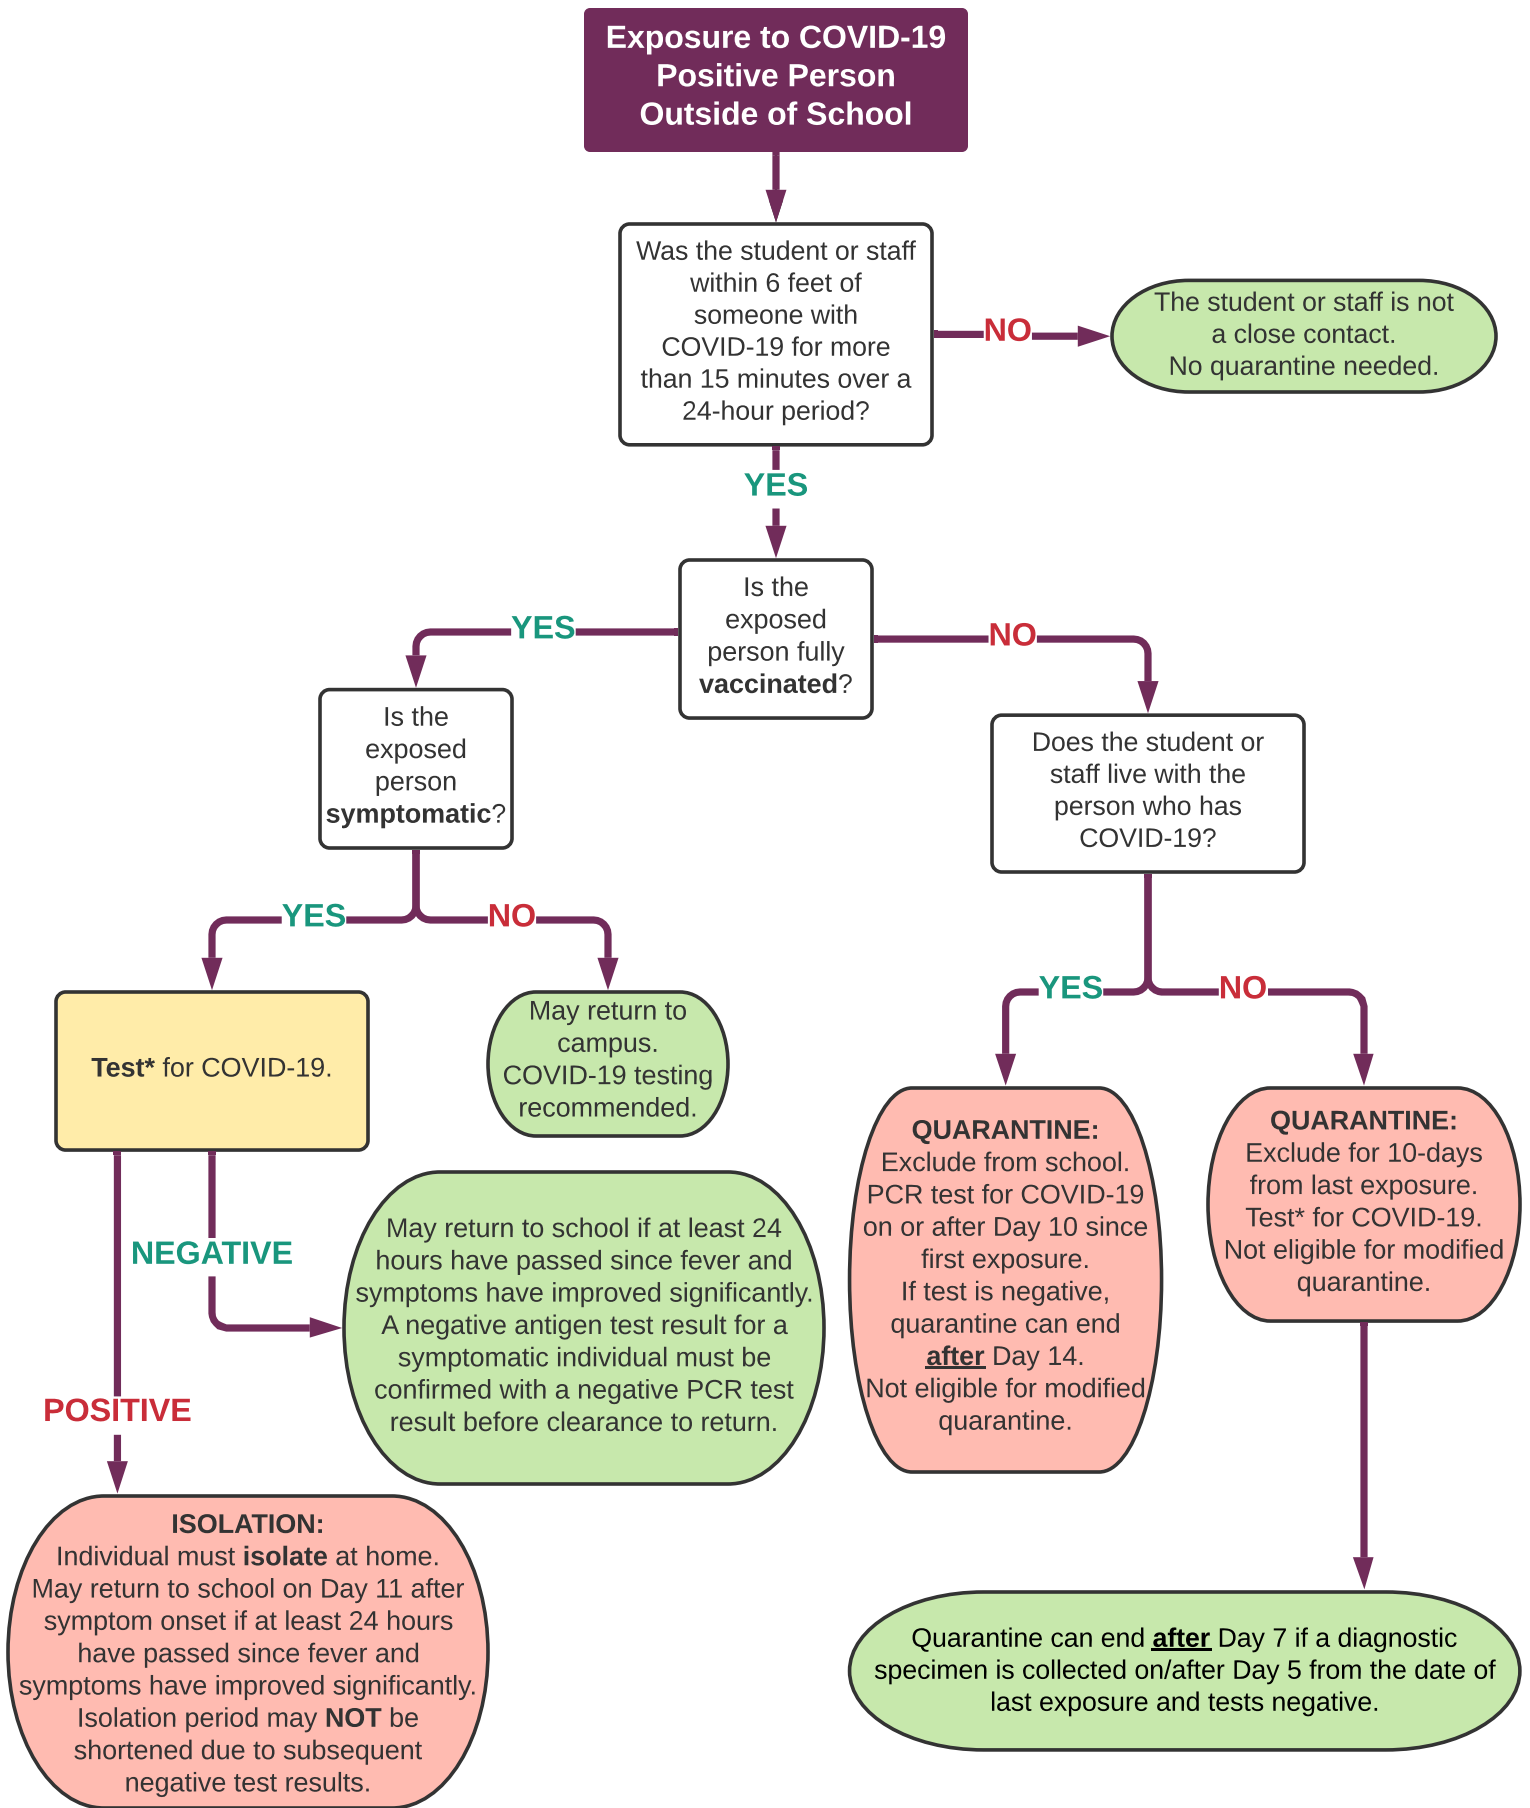 Exposure to COVID-19
Positive Person
Outside of School
Was the student or staff
within 6 feet of
someone with
COVID-19 for more
than 15 minutes over a
24-hour period?
NO
The student or staff is not
a close contact.
No quarantine needed.
YES
Is the
exposed
person fully
vaccinated?
YES
NO
Is the
exposed
person
symptomatic?
Does the student or
staff live with the
person who has
COVID-19?
YES
NO
Test* for COVID-19.
May return to
campus.
COVID-19 testing
recommended.
YES
NO
QUARANTINE:
Exclude from school.
PCR test for COVID-19
on or after Day 10 since
first exposure.
If test is negative,
quarantine can end
after Day 14.
Not eligible for modified
quarantine.
QUARANTINE:
Exclude for 10-days
from last exposure.
Test* for COVID-19.
Not eligible for modified
quarantine.
NEGATIVE
May return to school if at least 24
hours have passed since fever and
symptoms have improved significantly.
A negative antigen test result for a
symptomatic individual must be
confirmed with a negative PCR test
result before clearance to return.
POSITIVE
ISOLATION:
Individual must isolate at home.
May return to school on Day 11 after
symptom onset if at least 24 hours
have passed since fever and
symptoms have improved significantly.
Isolation period may NOT be
shortened due to subsequent
negative test results.
Quarantine can end after Day 7 if a diagnostic
specimen is collected on/after Day 5 from the date of
last exposure and tests negative.